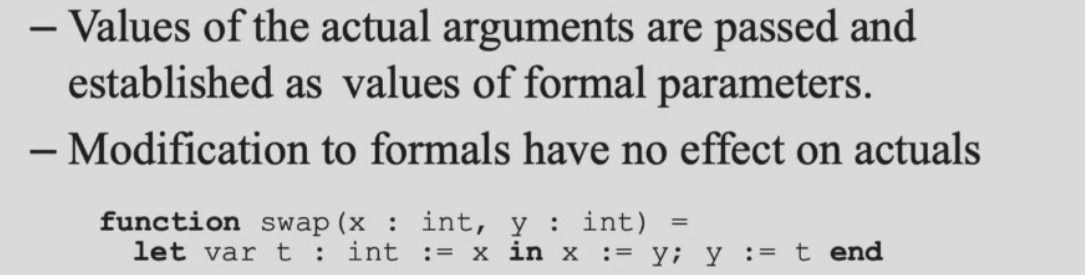 – Values of the actual arguments are passed and
established as values of formal parameters.
– Modification to formals have no effect on actuals
function swap(x : int, y : int) =
let var t : int := x in x := y; y := t end